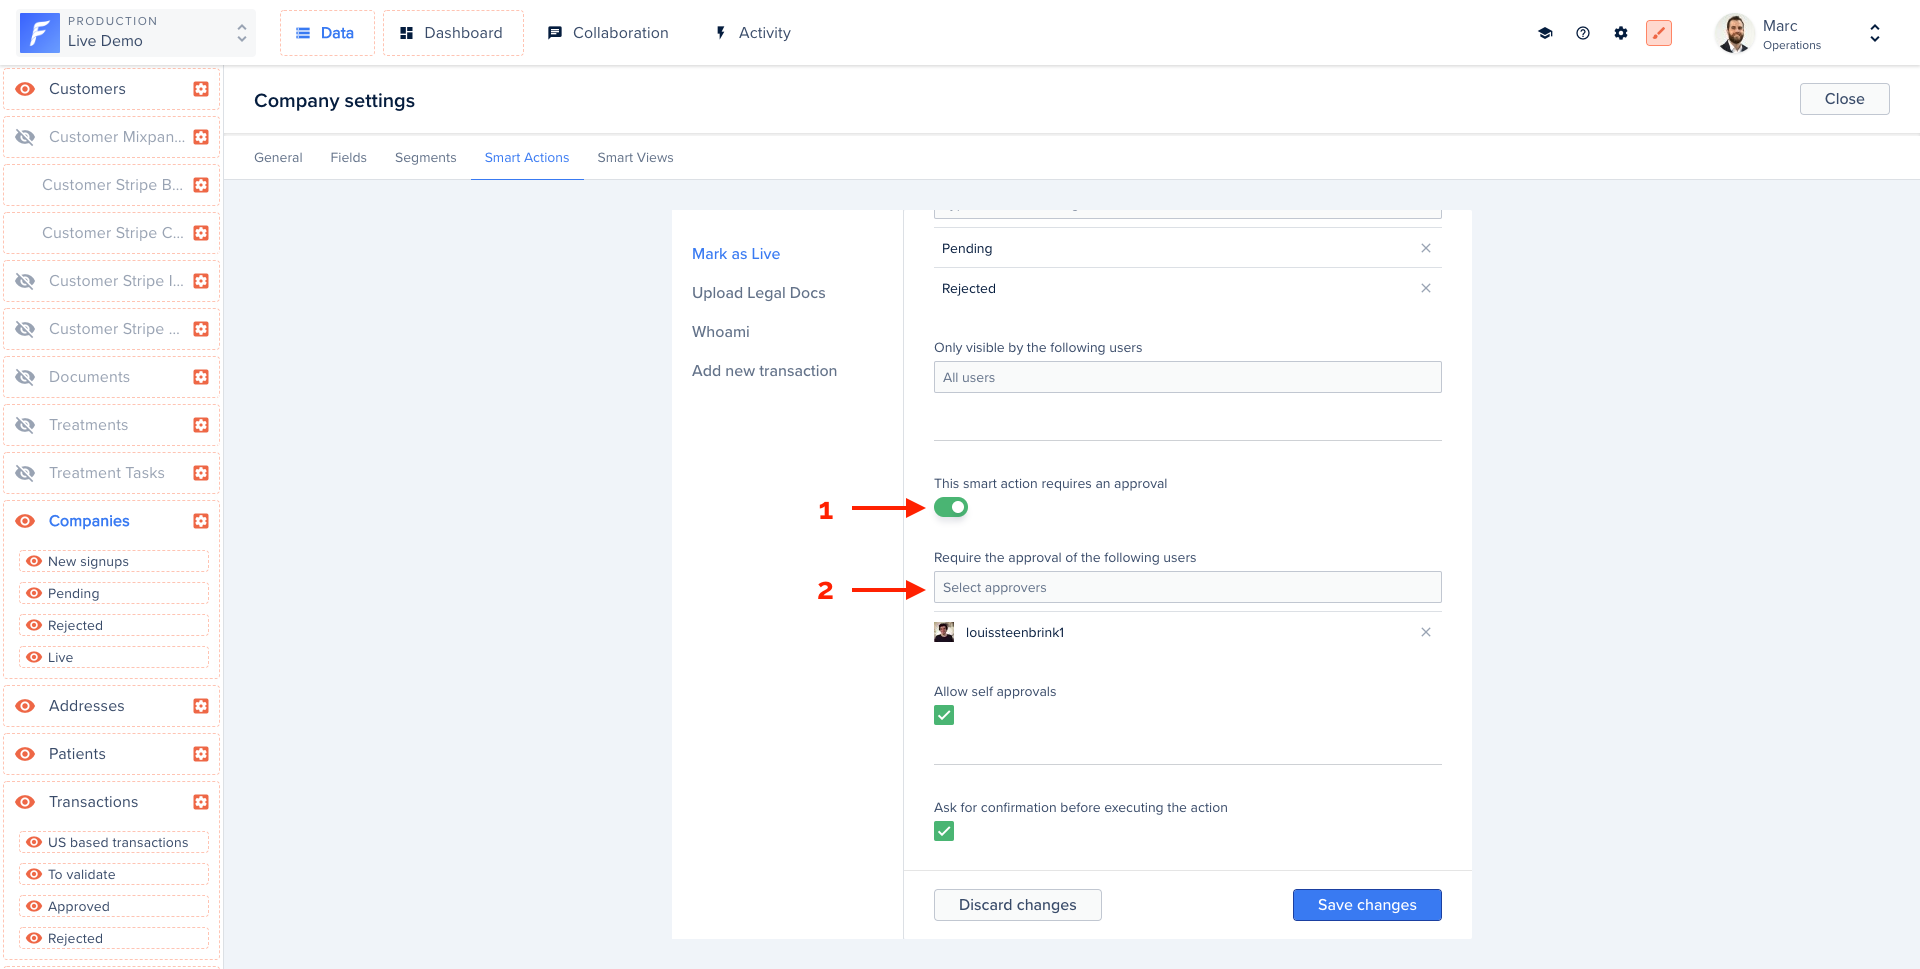 PRODUCTION
Live Demo
Data
Dashboard
Collaboration
Activity
Marc
Operations
Customers
Customer Mixpan...
Customer Stripe B...
Customer Stripe C...
Customer Stripe I...
Customer Stripe ...
Documents
Treatments
Treatment Tasks
Companies
New signups
Pending
Rejected
Live
Addresses
Patients
Transactions
US based transactions
To validate
Approved
Rejected
Company settings
Close
General
Fields
Segments
Smart Actions
Smart Views
Mark as Live
Upload Legal Docs
Whoami
Add new transaction
Pending
Rejected
Only visible by the following users
All users
This smart action requires an approval
1
Require the approval of the following users
2
Select approvers
louissteenbrink1
Allow self approvals
Ask for confirmation before executing the action
Discard changes
Save changes